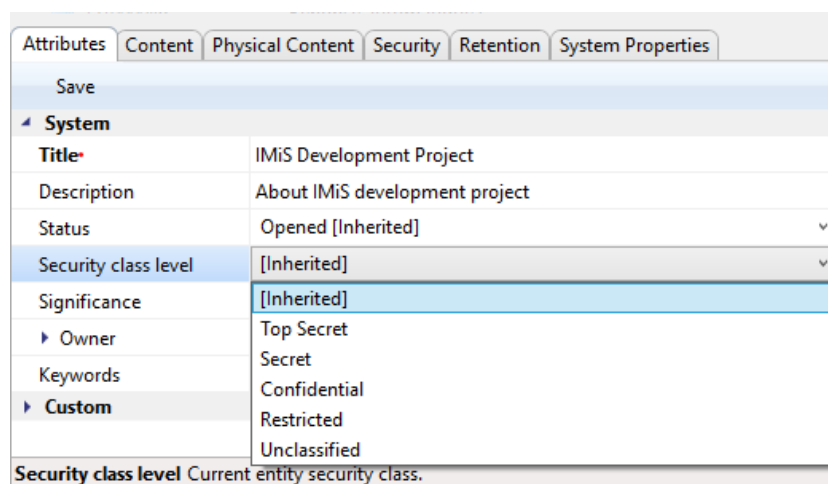 Attributes Content Physical Content Security Retention System Properties
Save
System
Title•  IMiS Development Project
Description About IMiS development project
Status Opened [Inherited]
Security class level [Inherited]
Significance [Inherited]
Top Secret
Owner
Secret
Keywords
Confidential
Custom
Restricted
Unclassified
Security class level Current entity security class.